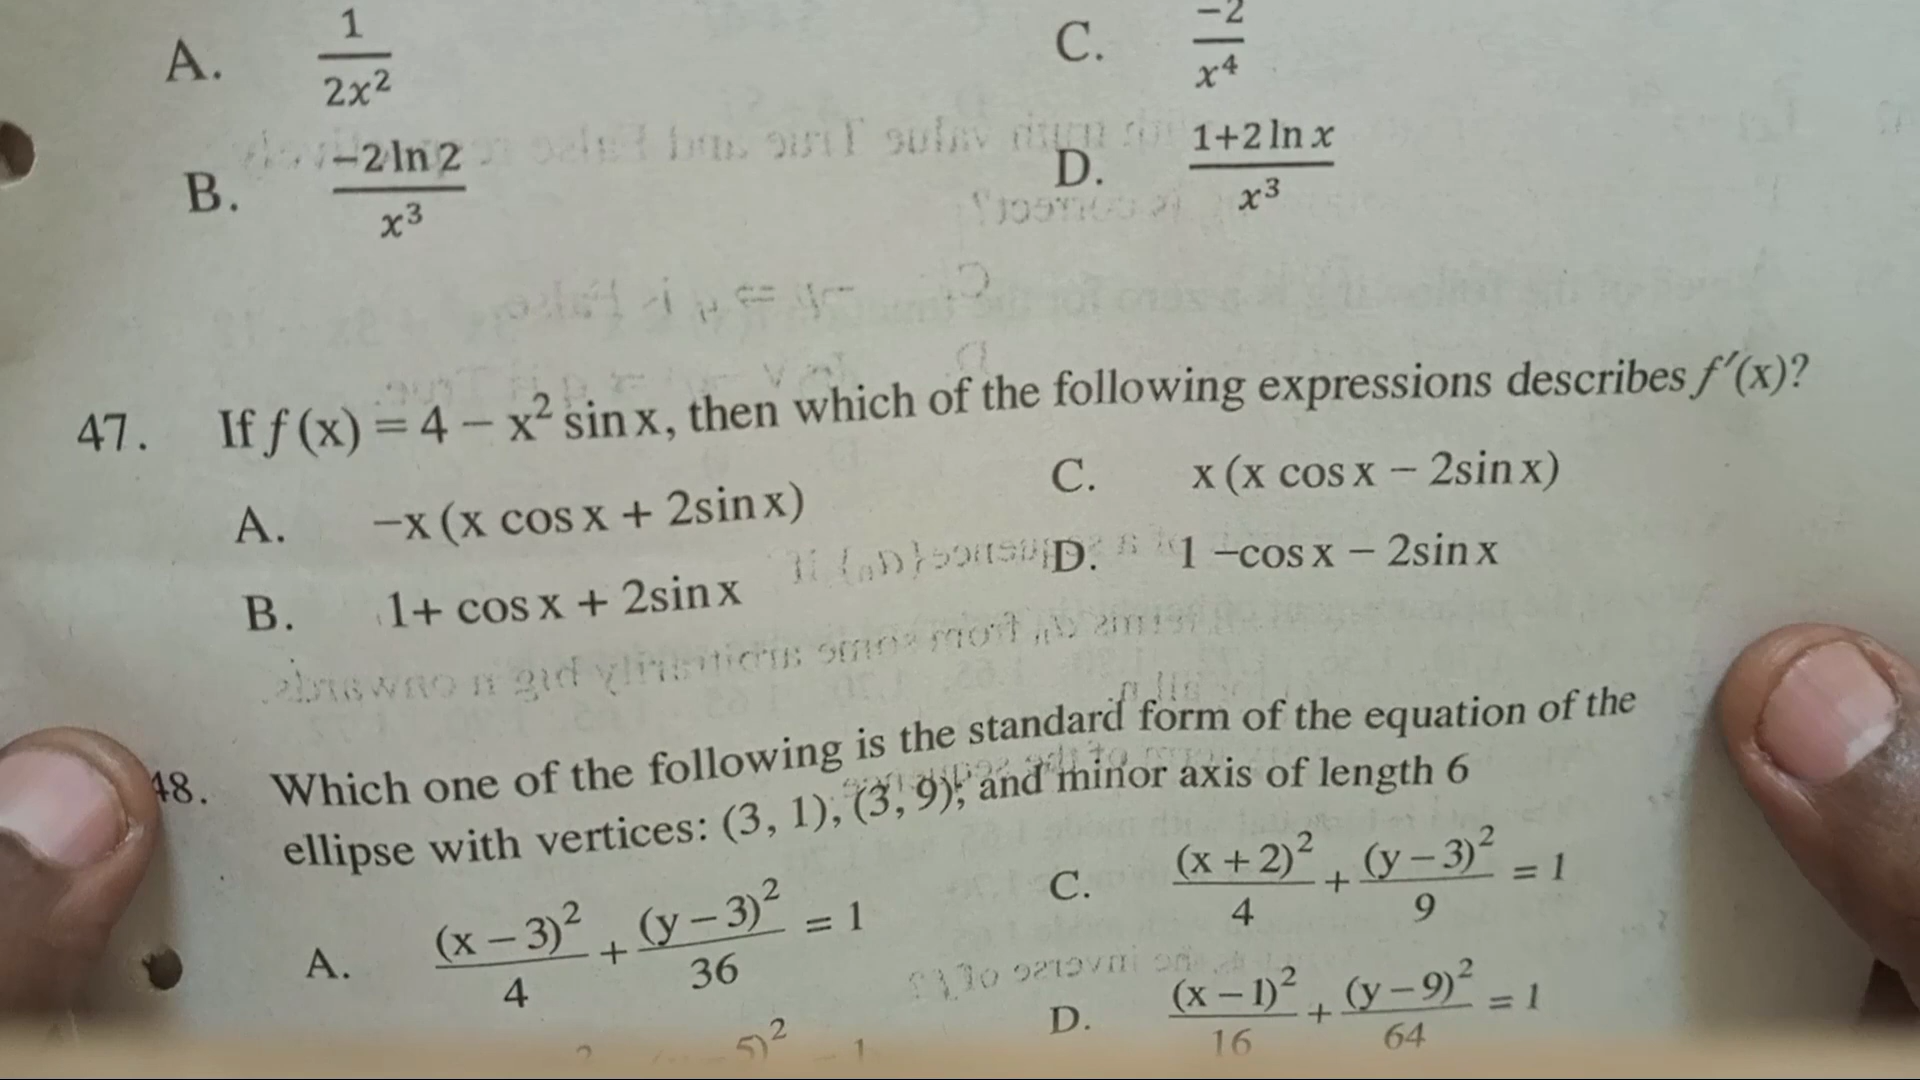 A. 1/2x² C. -2/x⁴
B. -2 ln 2/x³ D. 1+2 ln x/x³
47. If f(x) = 4 – x² sin x, then which of the following expressions describes f′(x)?
A. –x (x cos x + 2sin x) C. x (x cos x – 2sin x)
B. 1+ cos x + 2sin x D. 1 –cos x – 2sin x
48. Which one of the following is the standard form of the equation of the
ellipse with vertices: (3, 1), (3, 9); and minor axis of length 6
A. (x – 3)²/4 + (y – 3)²/36 = 1 C. (x + 2)²/4 + (y – 3)²/9 = 1
5)² – 1 D. (x – 1)²/16 + (y – 9)²/64 = 1